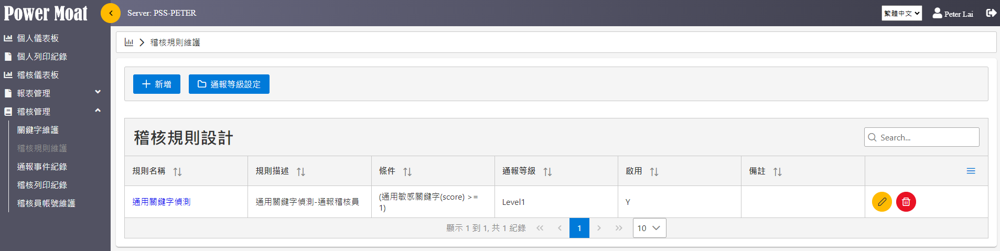 Power Moat
Server: PSS-PETER
繁體中文
Peter Lai
個人儀表板
個人列印紀錄
稽核儀表板
報表管理
稽核管理
關鍵字維護
稽核規則維護
通報事件紀錄
稽核列印紀錄
稽核員帳號維護
稽核規則維護
新增
通報等級設定
稽核規則設計
Search...
規則名稱 規則描述 條件 通報等級 啟用 備註
通用關鍵字偵測 通用關鍵字偵測-通報稽核員 (通用敏感關鍵字(score) >=
1) Level1 Y
顯示 1 到 1, 共 1 紀錄 1 10